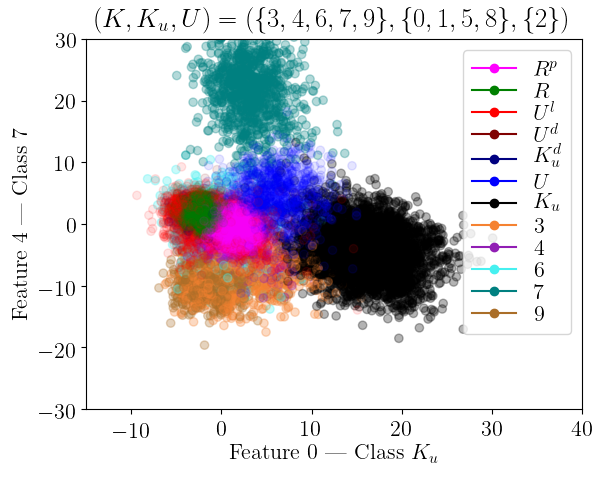 (K, K_u, U) = ({3, 4, 6, 7, 9}, {0, 1, 5, 8}, {2})
30
20
10
0
−10
−20
−30
Feature 4 — Class 7
−10
0
10
20
30
40
Feature 0 — Class K_u
R^p
R
U^l
U^d
K_u^d
U
K_u
3
4
6
7
9